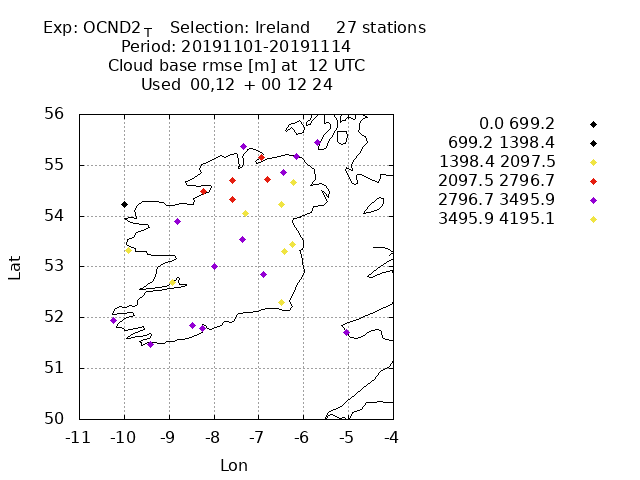 Exp: OCND2_T   Selection: Ireland     27 stations
Period: 20191101-20191114
Cloud base rmse [m] at  12 UTC
Used  00,12  + 00 12 24
0.0 699.2
699.2 1398.4
1398.4 2097.5
2097.5 2796.7
2796.7 3495.9
3495.9 4195.1
56
55
54
53
52
51
50
Lat
-11 -10 -9 -8 -7 -6 -5 -4
Lon